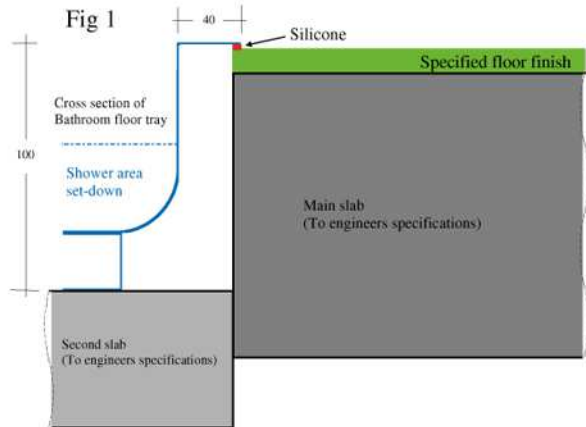 Fig 1
40
Silicone
Specified floor finish
Cross section of
Bathroom floor tray
100
Shower area
set-down
Main slab
(To engineers specifications)
Second slab
(To engineers specifications)